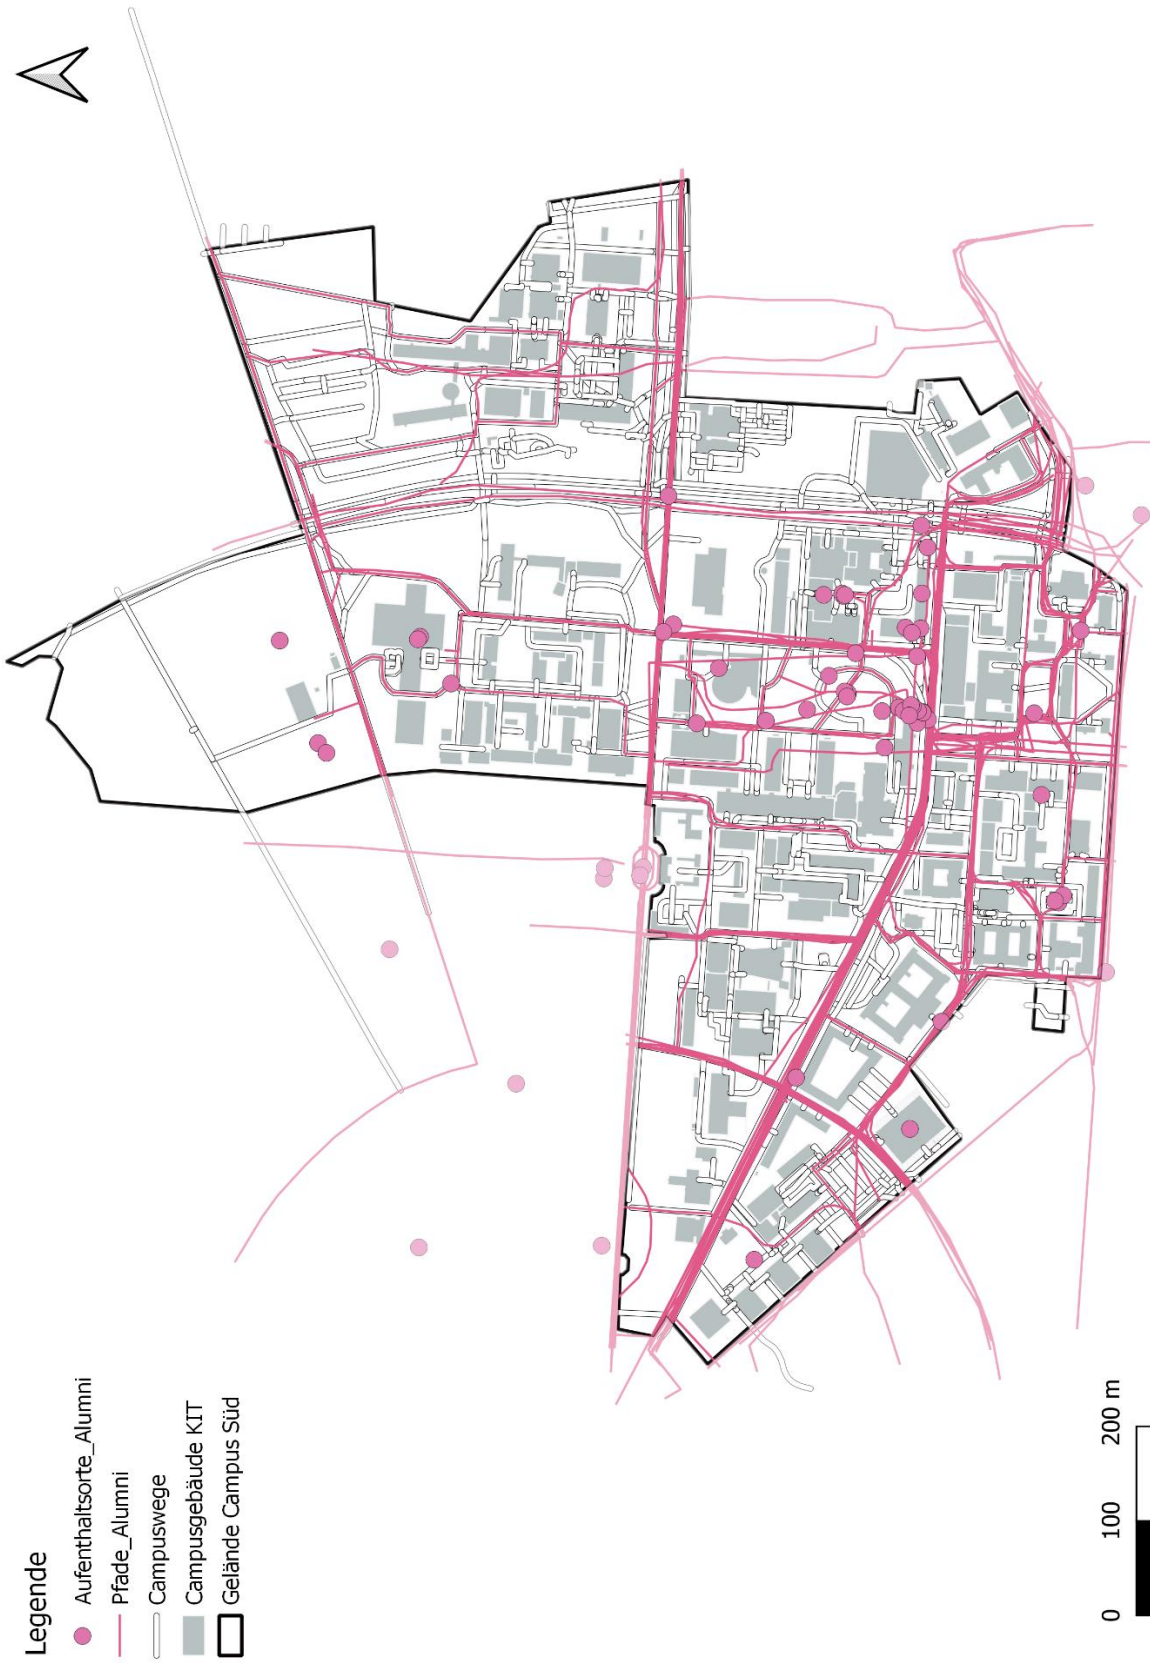 Legende
Aufenthaltsorte_Alumni
Pfade_Alumni
Campuswege
Campusgebäude KIT
Gelände Campus Süd
0 100 200 m